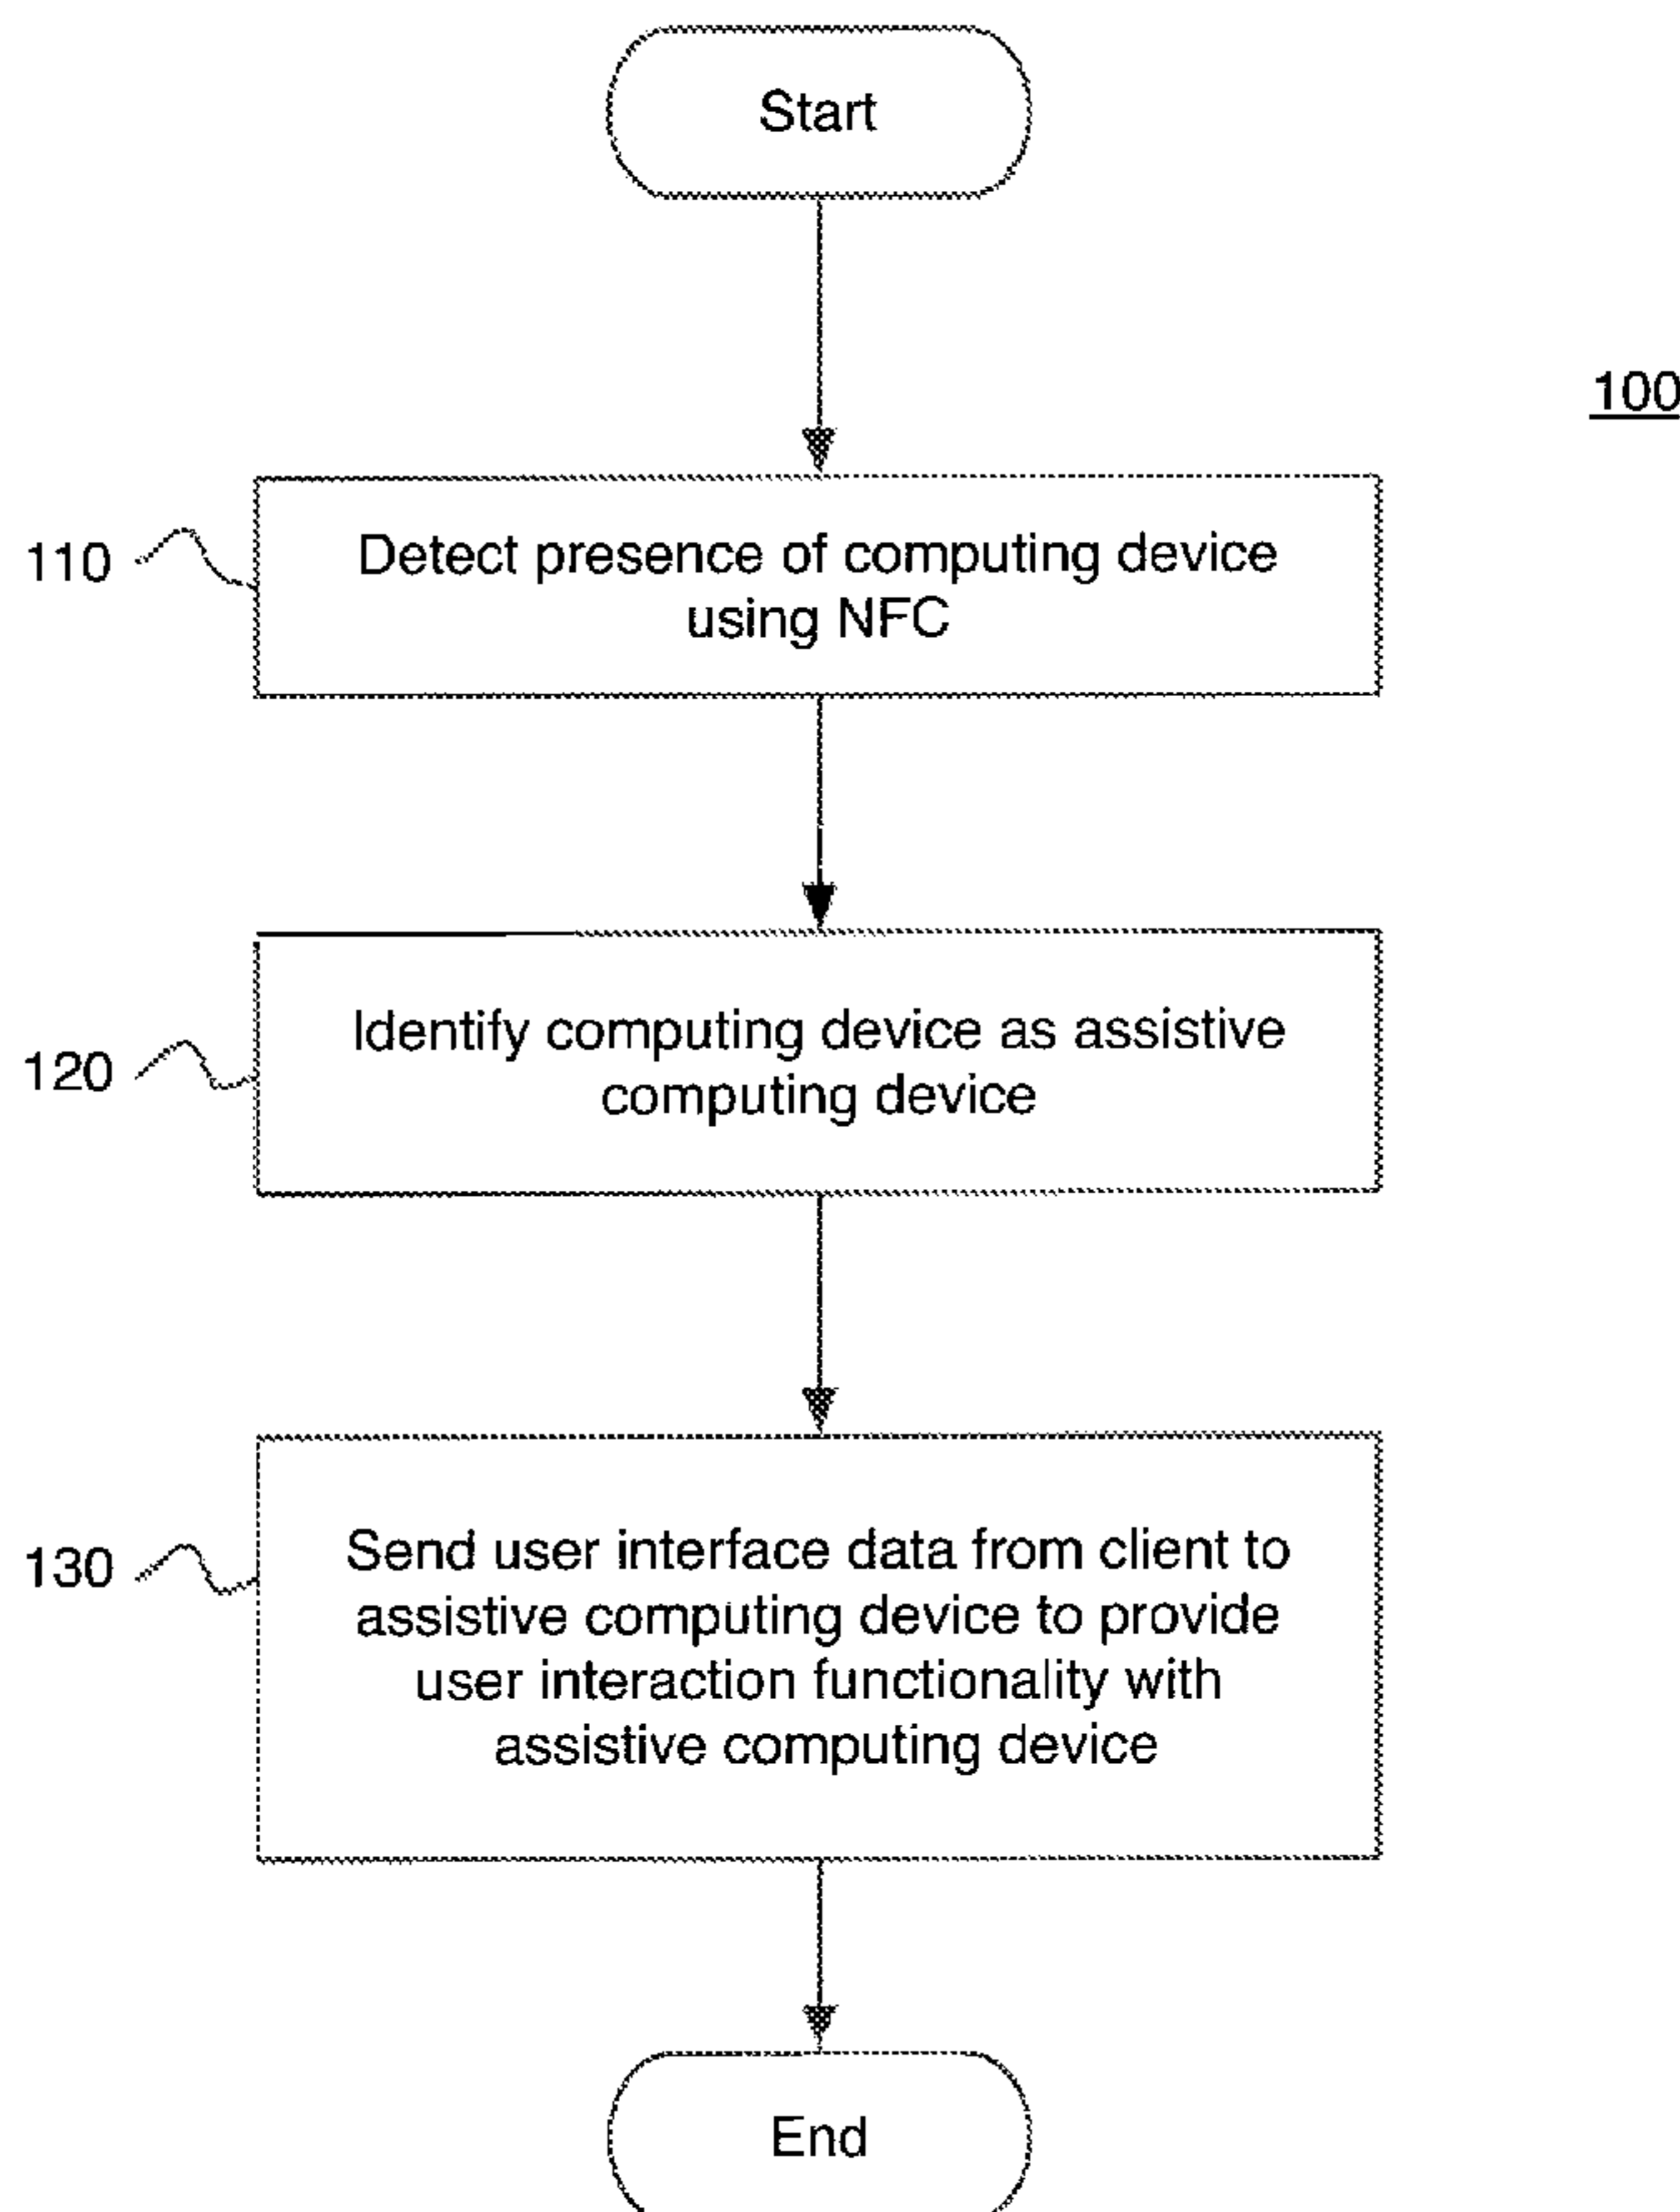 Start
100
110
Detect presence of computing device
using NFC
120
Identify computing device as assistive
computing device
130
Send user interface data from client to
assistive computing device to provide
user interaction functionality with
assistive computing device
End